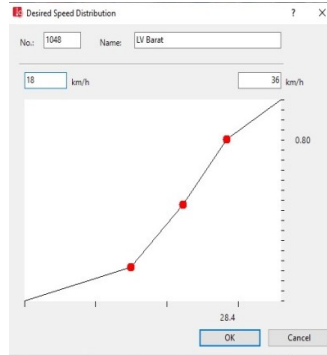 Desired Speed Distribution ? X
No.: 1048 Name: LV Barat
18 km/h 36 km/h
0.80
28.4
OK Cancel